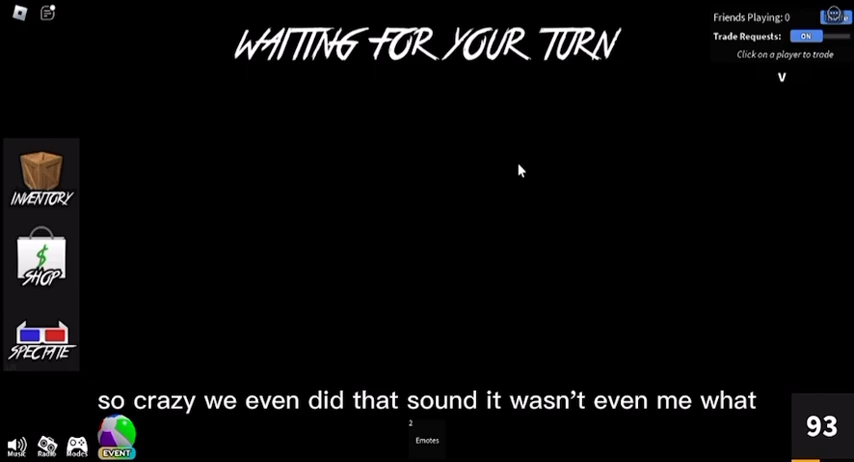 Friends Playing: 0
WAITING FOR YOUR TURN
Trade Requests: ON
Click on a player to trade
V
INVENTORY
$
SHOP
SPECTATE
so crazy we even did that sound it wasn’t even me what
2
Emotes
93
Music
Radio
Modes
EVENT